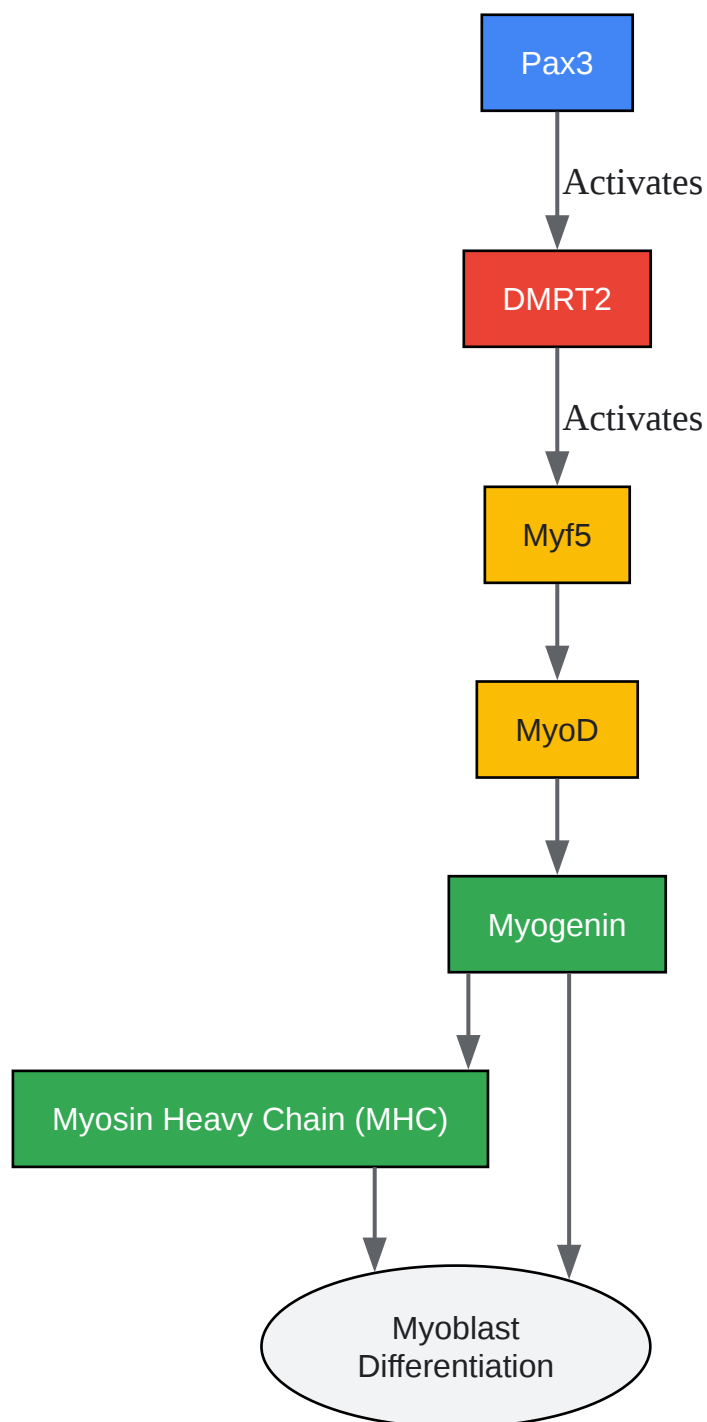 Pax3
Activates
DMRT2
Activates
Myf5
MyoD
Myogenin
Myosin Heavy Chain (MHC)
Myoblast
Differentiation